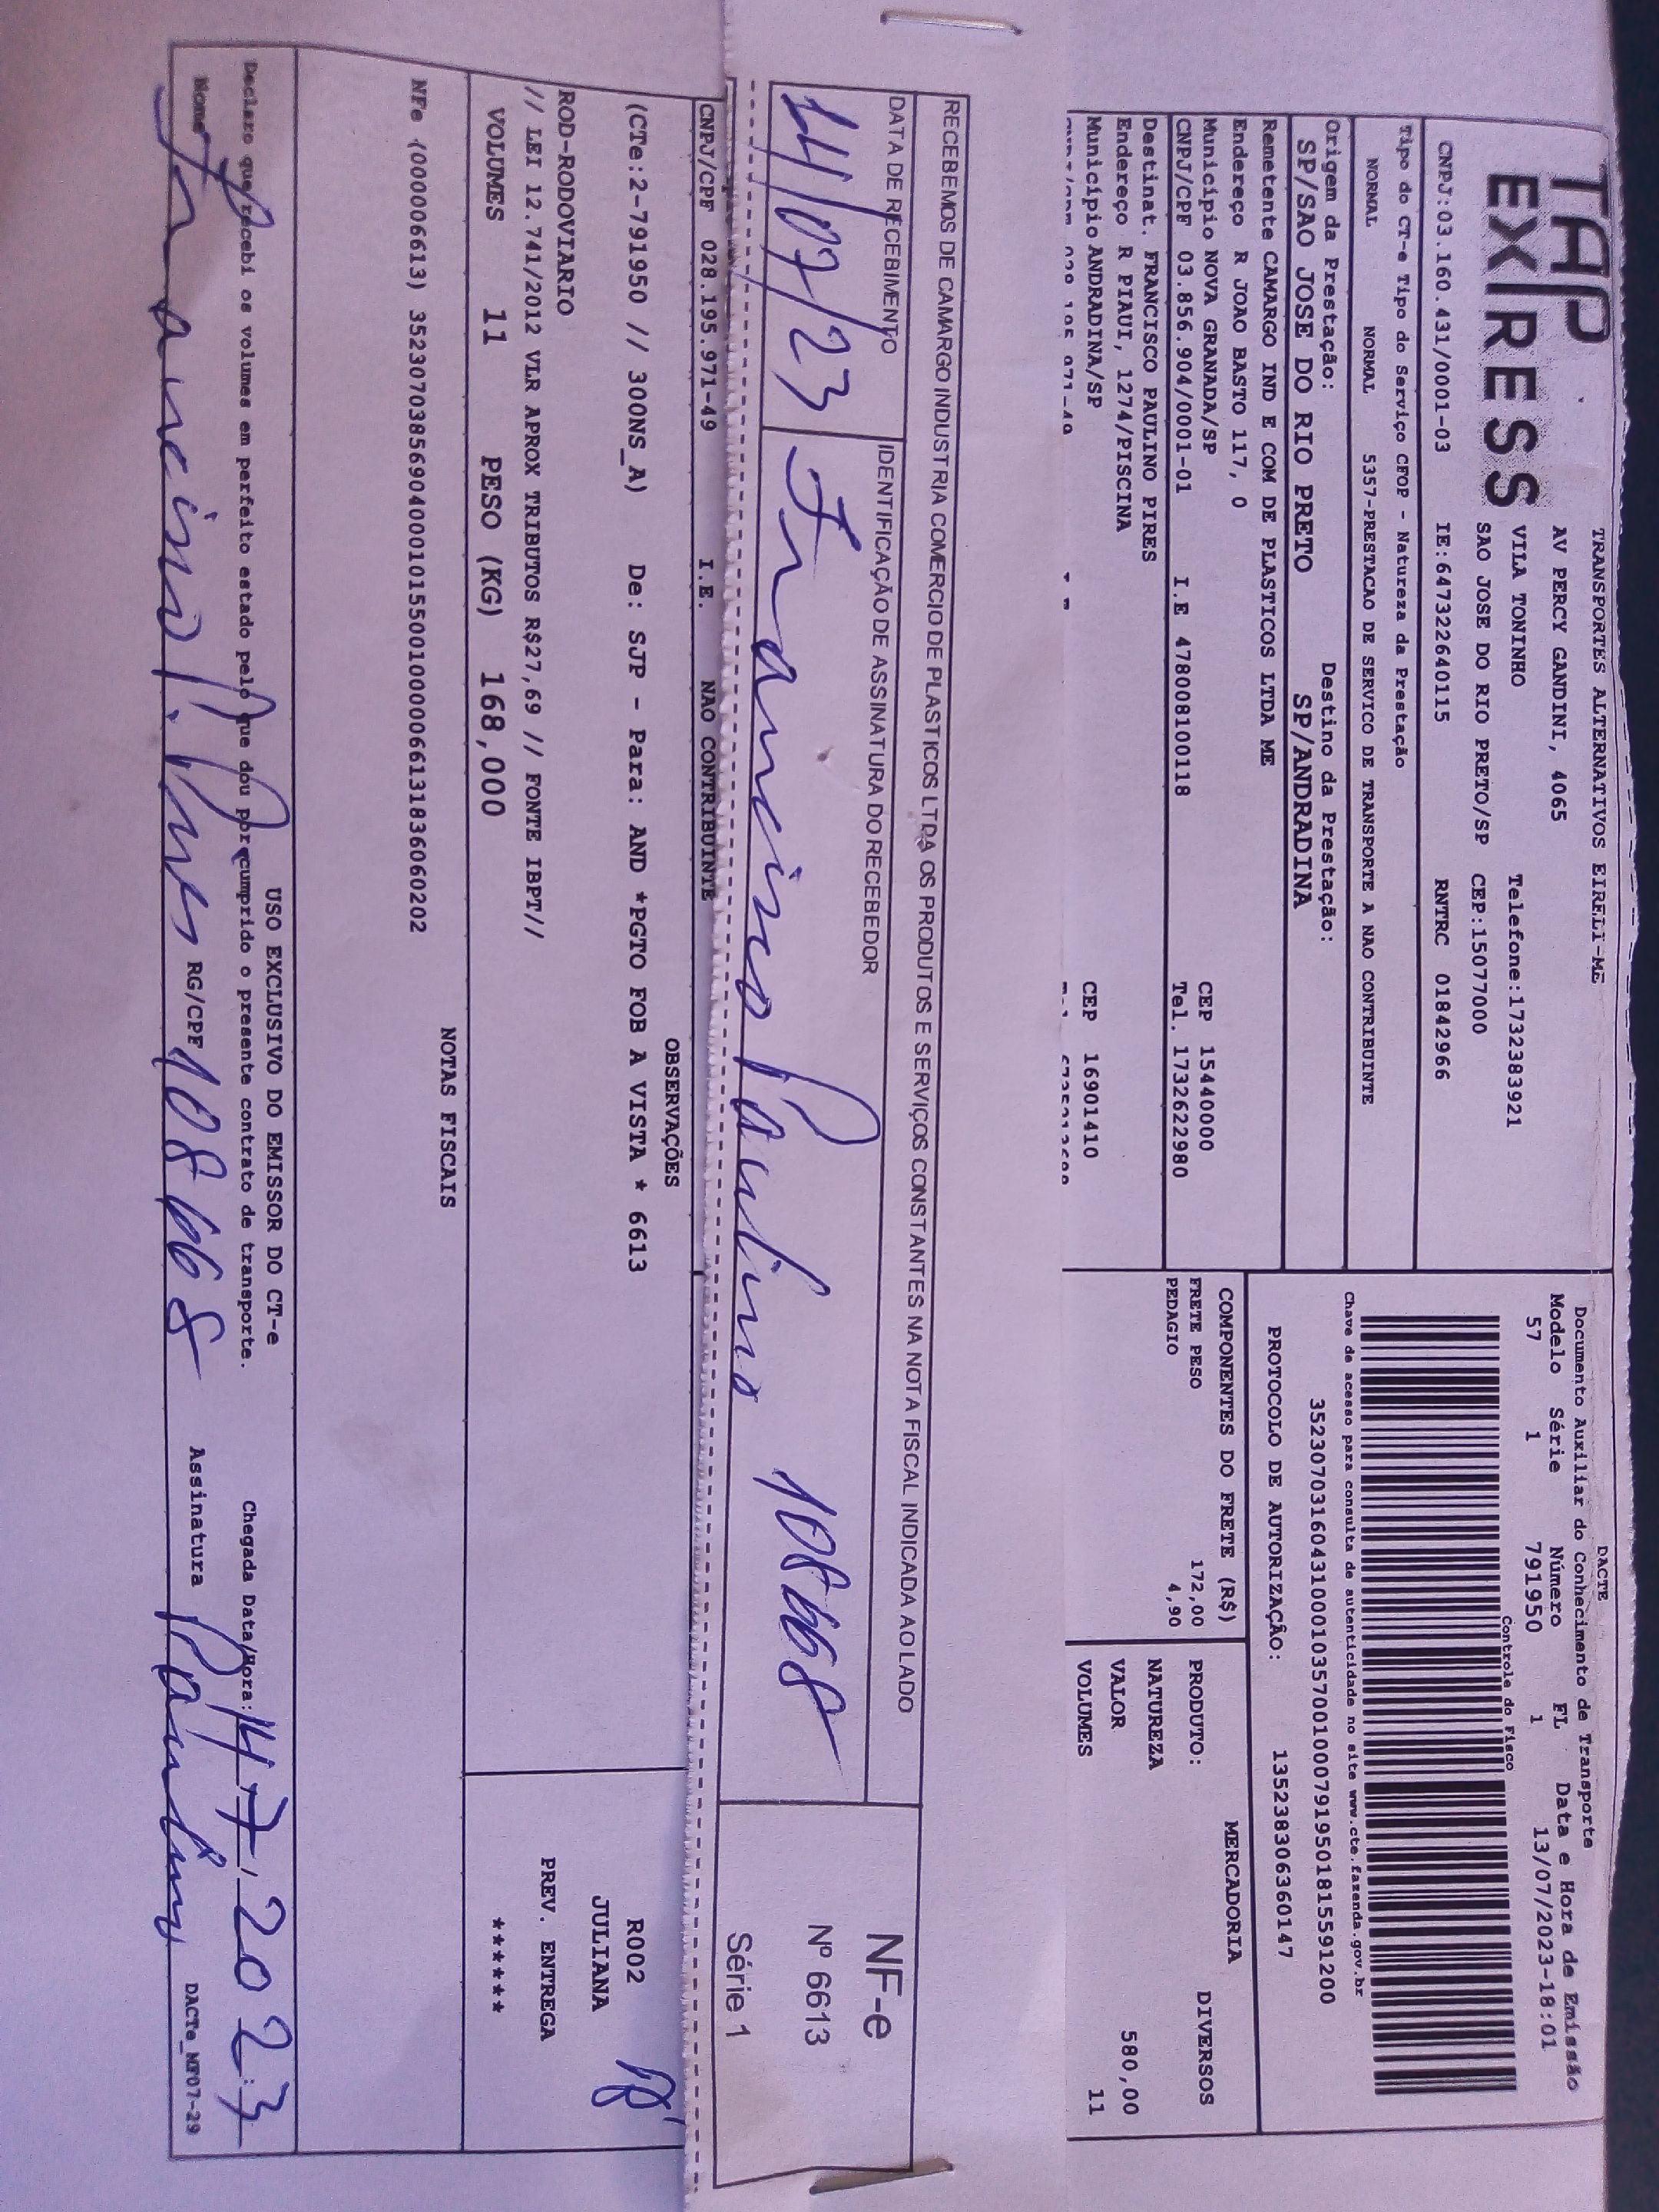 TAP
EXPRESS
TRANSPORTES ALTERNATIVOS EIRELI-ME
AV PERCY GANDINI, 4065
VILA TONINHO Telefone:1732383921
SAO JOSE DO RIO PRETO/SP CEP:15077000
CNPJ:03.160.431/0001-03 IE:647322640115 RNTRC 01842966
Tipo do CT-e Tipo do Serviço CFOP - Natureza da Prestação
NORMAL NORMAL 5357-PRESTACAO DE SERVICO DE TRANSPORTE A NAO CONTRIBUINTE
Origem da Prestação: Destino da Prestação:
SP/SAO JOSE DO RIO PRETO SP/ANDRADINA
Remetente CAMARGO IND E COM DE PLASTICOS LTDA ME
Endereço R JOAO BASTO 117, 0
Municipio NOVA GRANADA/SP CEP 15440000
CNPJ/CPF 03.856.904/0001-01 I.E 478008100118 Tel. 1732622980
Destinat. FRANCISCO PAULINO PIRES
Endereço R PIAUI, 1274/PISCINA
Municipio ANDRADINA/SP CEP 16901410
DACTE
Documento Auxiliar do Conhecimento de Transporte
Modelo Série Número FL Data e Hora de Emissão
57 1 791950 1 13/07/2023-18:01
Controle do Fisco
Chave de acesso para consulta de autenticidade no site www.cte.fazenda.gov.br
35230703160431000103570010007919501815591200
PROTOCOLO DE AUTORIZAÇÃO: 135238306360147
COMPONENTES DO FRETE (R$)
FRETE PESO 172,00
PEDAGIO 4,90
MERCADORIA
PRODUTO: DIVERSOS
NATUREZA
VALOR 580,00
VOLUMES 11
RECEBEMOS DE CAMARGO INDUSTRIA COMERCIO DE PLASTICOS LTDA OS PRODUTOS E SERVIÇOS CONSTANTES NA NOTA FISCAL INDICADA AO LADO
DATA DE RECEBIMENTO IDENTIFICAÇÃO DE ASSINATURA DO RECEBEDOR
14/07/23 Francisco Paulino 108668
NF-e
Nº 6613
Série 1
CNPJ/CPF 028.195.971-49 I.E. NAO CONTRIBUINTE
OBSERVAÇÕES
(CTe:2-791950 // 300NS_A) De: SJP - Para: AND *PGTO FOB A VISTA * 6613
ROD-RODOVIARIO
// LEI 12.741/2012 VLR APROX TRIBUTOS R$27,69 // FONTE IBPT//
VOLUMES 11 PESO (KG) 168,000
R002
JULIANA
PREV. ENTREGA
******
NOTAS FISCAIS
NFe (000006613) 35230703856904000101550010000066131836060202
USO EXCLUSIVO DO EMISSOR DO CT-e
Declaro que recebi os volumes em perfeito estado pelo que dou por cumprido o presente contrato de transporte. Chegada Data/Hora: 14 7, 2023
Nome Francisco P. Pires RG/CPF 108668 Assinatura Paulino DACTe_MF07-29